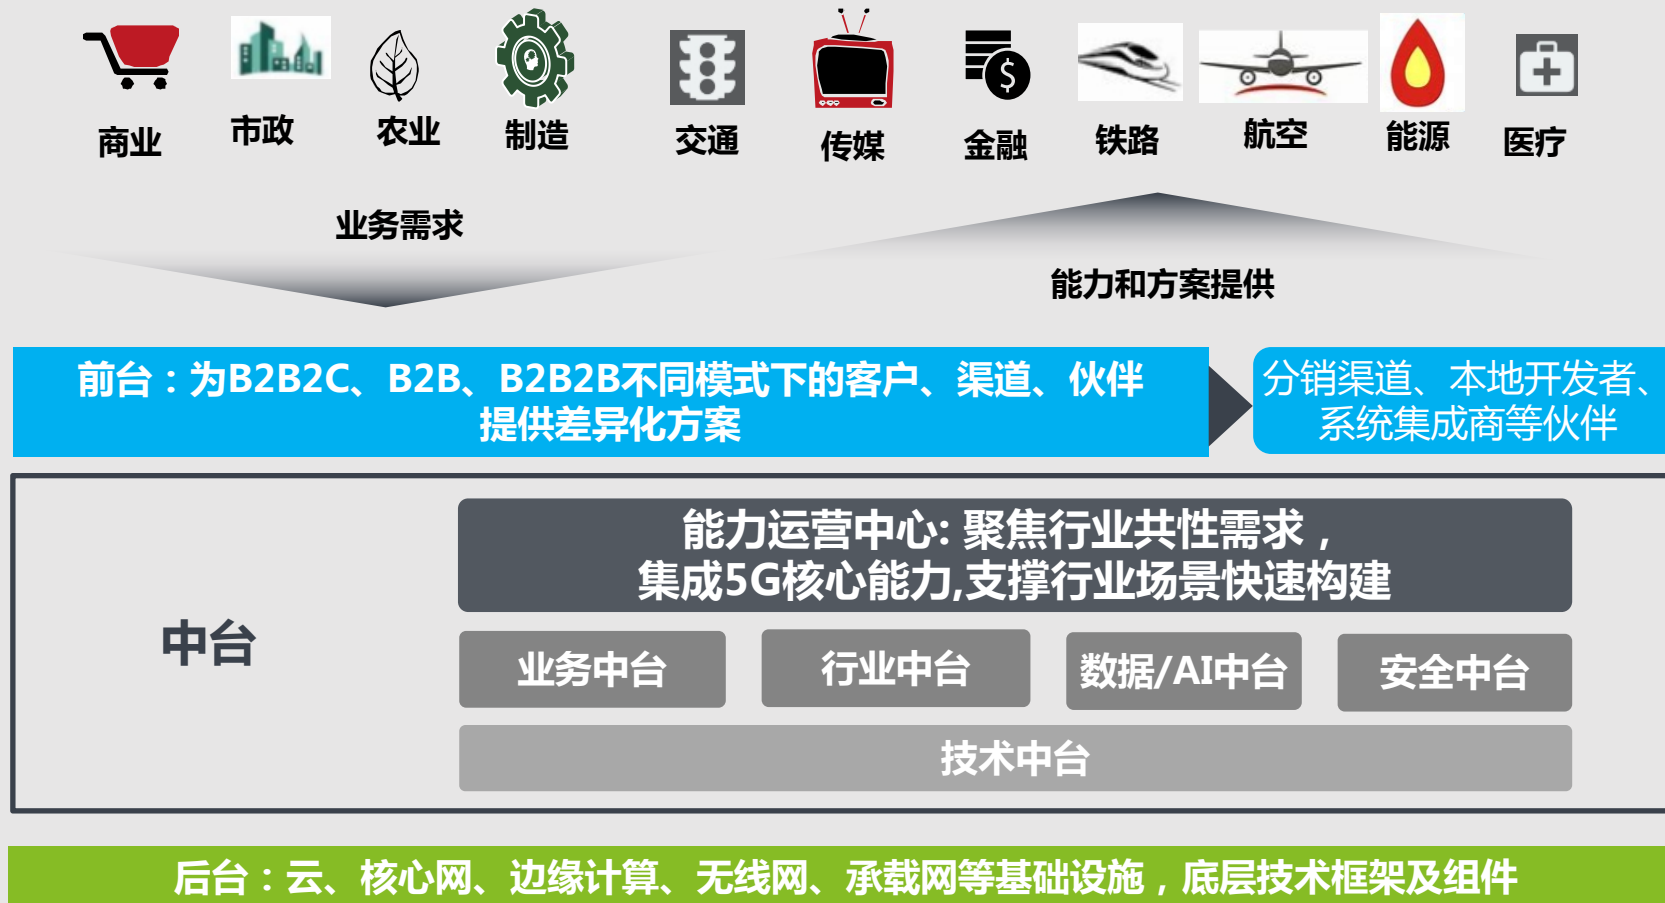 商业 市政 农业 制造 交通 传媒 金融 铁路 航空 能源 医疗
业务需求
能力和方案提供
前台：为B2B2C、B2B、B2B2B不同模式下的客户、渠道、伙伴
提供差异化方案
分销渠道、本地开发者、
系统集成商等伙伴
中台
能力运营中心: 聚焦行业共性需求，
集成5G核心能力,支撑行业场景快速构建
业务中台 行业中台 数据/AI中台 安全中台
技术中台
后台：云、核心网、边缘计算、无线网、承载网等基础设施，底层技术框架及组件